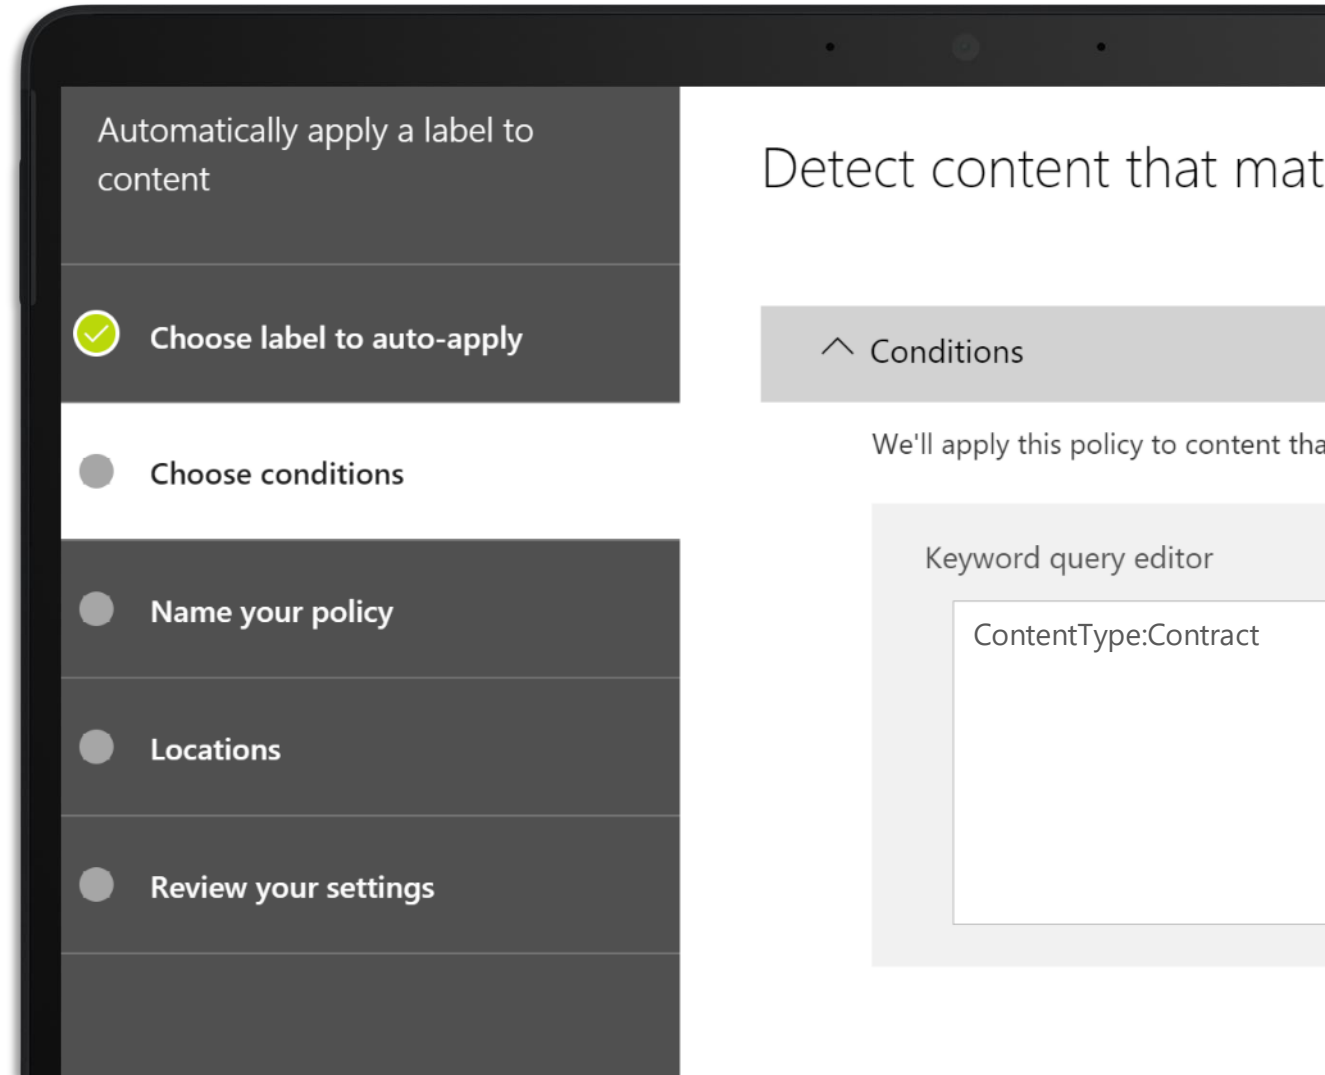 Automatically apply a label to
content
Choose label to auto-apply
Choose conditions
Name your policy
Locations
Review your settings
Detect content that mat
Conditions
We'll apply this policy to content tha
Keyword query editor
ContentType:Contract